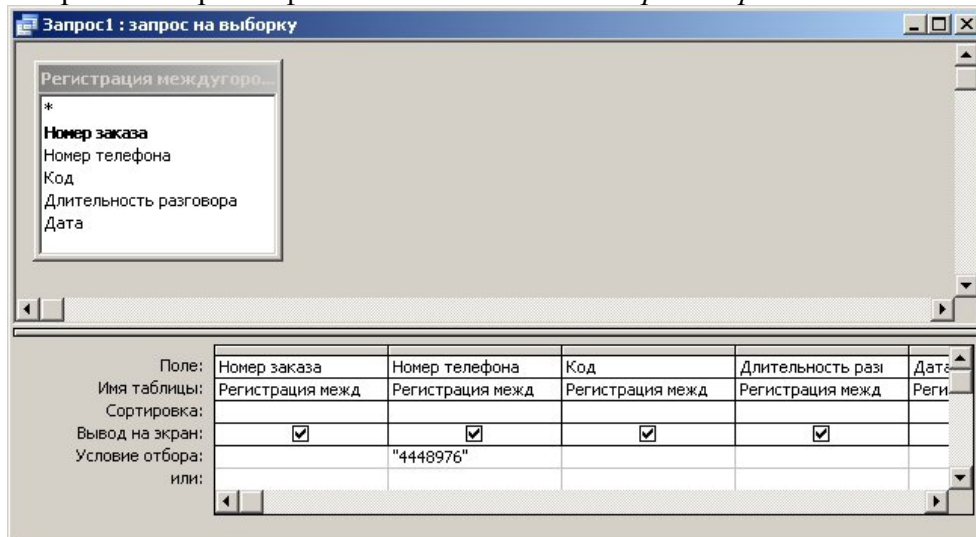 Запрос1 : запрос на выборку
Регистрация междугоро...
*
Номер заказа
Номер телефона
Код
Длительность разговора
Дата
Поле: Номер заказа Номер телефона Код Длительность разг Дата
Имя таблицы: Регистрация межд Регистрация межд Регистрация межд Регистрация межд Реги
Сортировка:
Вывод на экран:
Условие отбора: "4448976"
или: